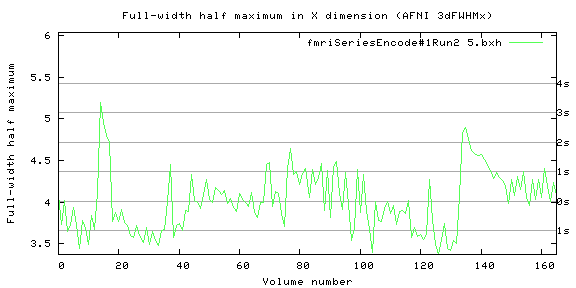 Full-width half maximum in X dimension (AFNI 3dFWHMx)
fmriSeriesEncode#1Run2 5.bxh
Full-width half maximum
6
5.5
5
4.5
4
3.5
4s
3s
2s
1s
0s
1s
0 20 40 60 80 100 120 140 160
Volume number